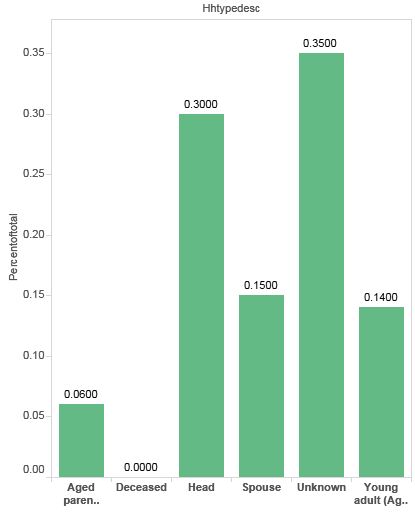 Hhtypedesc
0.35
0.30
0.25
0.20
0.15
0.10
0.05
0.00
Percentoftotal
0.0600
0.0000
0.3000
0.1500
0.3500
0.1400
Aged
paren..
Deceased
Head
Spouse
Unknown
Young
adult (Ag..